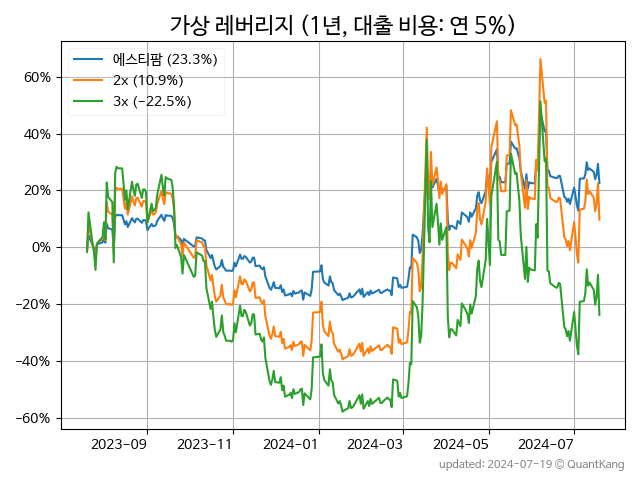 가상 레버리지 (1년, 대출 비용: 연 5%)
에스티팜 (23.3%)
2x (10.9%)
3x (−22.5%)
60%
40%
20%
0%
−20%
−40%
−60%
2023-09 2023-11 2024-01 2024-03 2024-05 2024-07
updated: 2024-07-19 © QuantKang